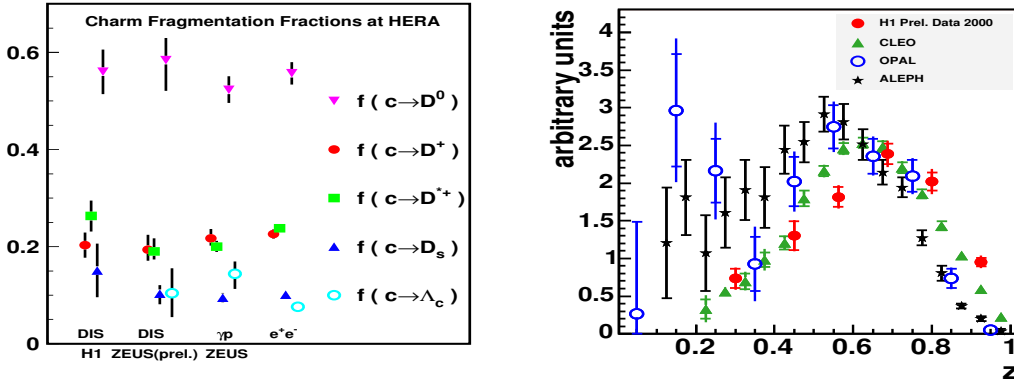 Charm Fragmentation Fractions at HERA
0.6
0.4
0.2
0
f ( c→D⁰ )
f ( c→D⁺ )
f ( c→D*⁺ )
f ( c→Dₛ )
f ( c→Λ_c )
DIS DIS γp e⁺e⁻
H1 ZEUS(prel.) ZEUS
arbitrary units
4
3.5
3
2.5
2
1.5
1
0.5
0
H1 Prel. Data 2000
CLEO
OPAL
ALEPH
0.2 0.4 0.6 0.8 1
z